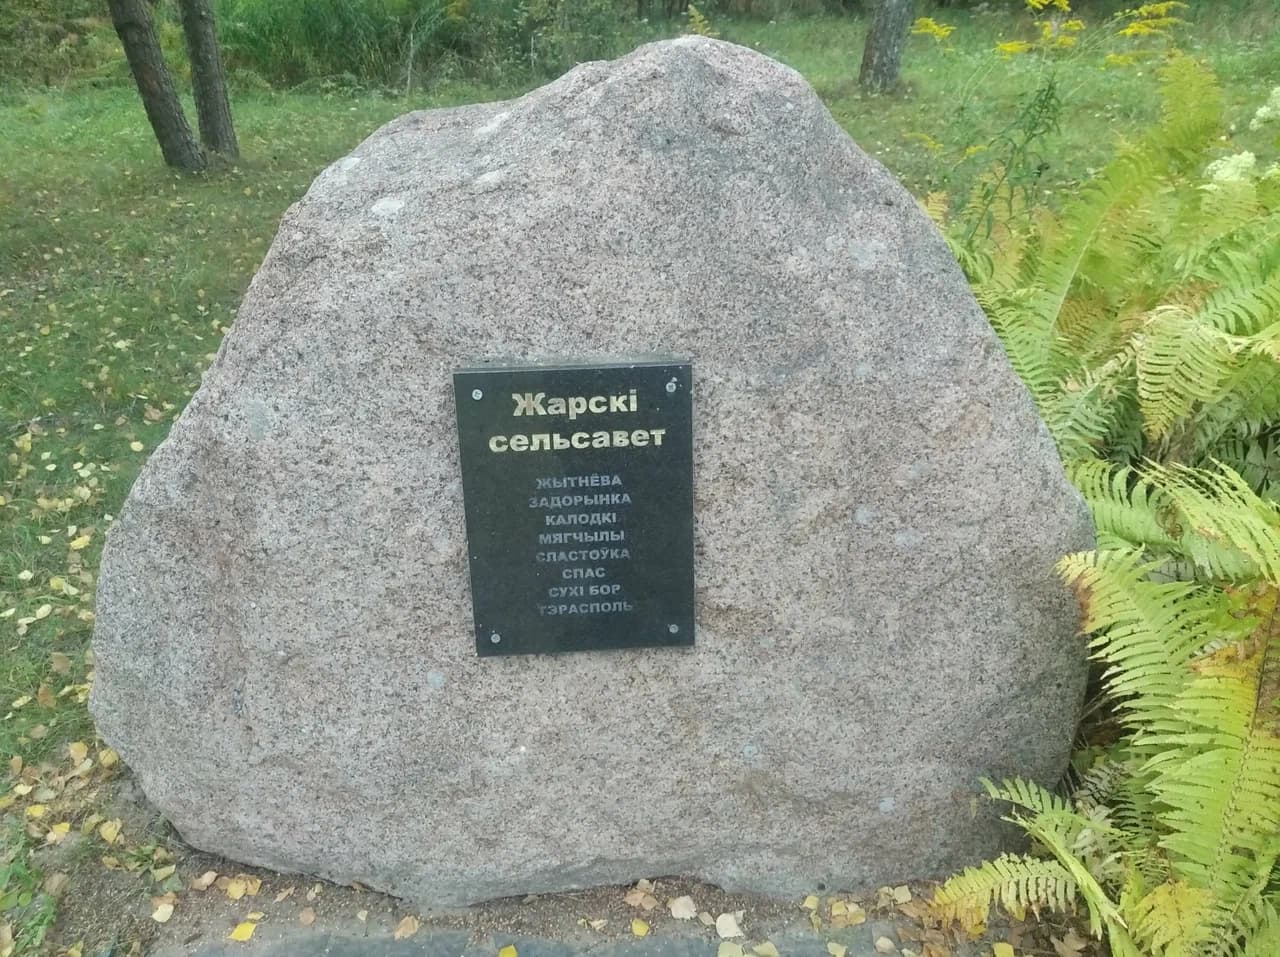 Жарскі
сельсавет
ЖЫТНЁВА
ЗАДОРЫНКА
КАЛОДКІ
МЯГЧЫЛЫ
СЛАСТОЎКА
СПАС
СУХІ БОР
ТЭРАСПОЛЬ